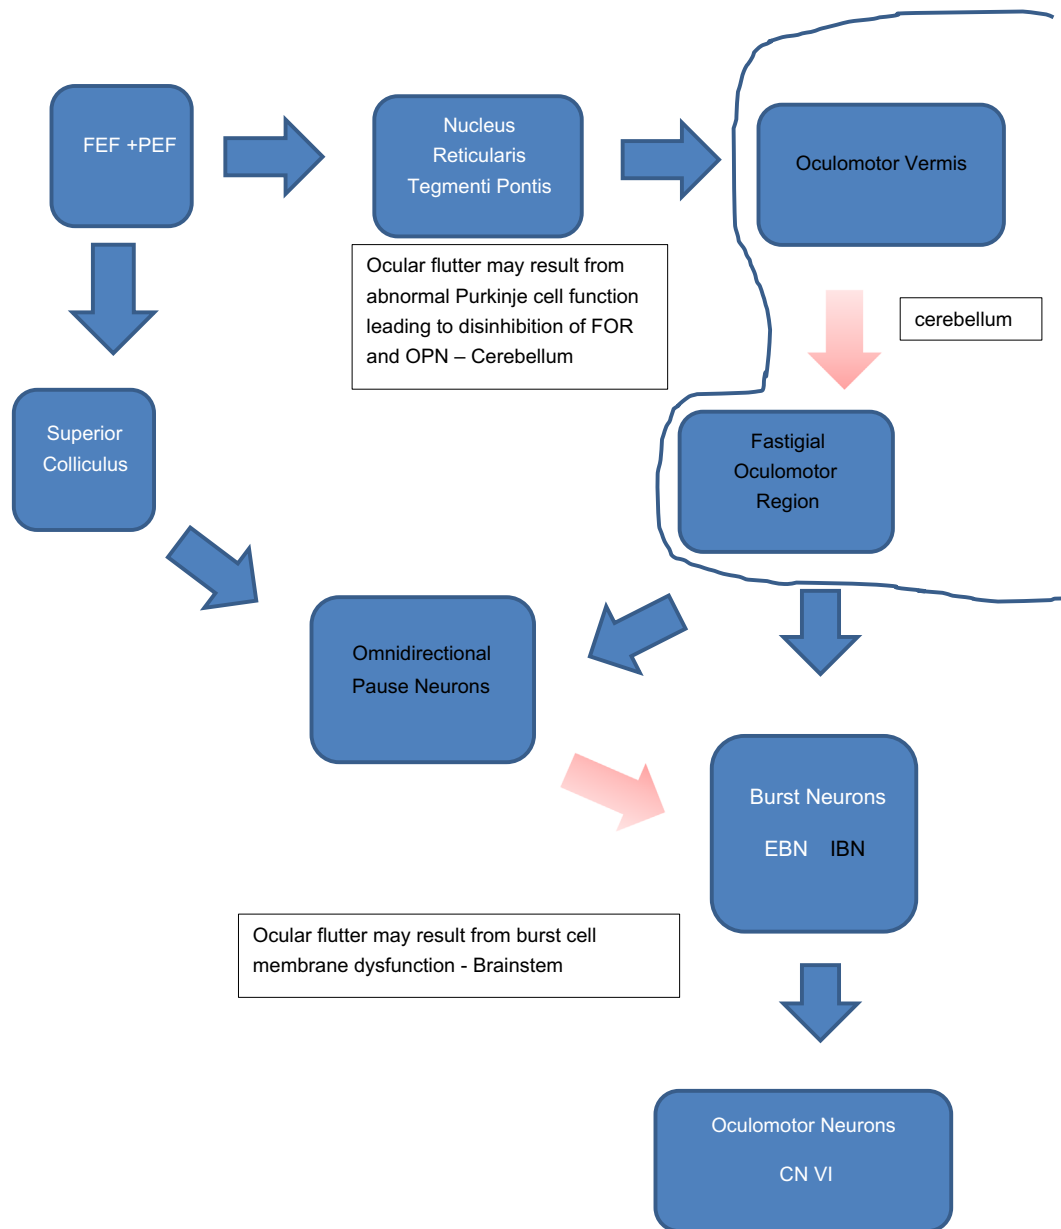 FEF +PEF
Nucleus
Reticularis
Tegmenti Pontis
Oculomotor Vermis
Ocular flutter may result from
abnormal Purkinje cell function
leading to disinhibition of FOR
and OPN – Cerebellum
cerebellum
Superior
Colliculus
Fastigial
Oculomotor
Region
Omnidirectional
Pause Neurons
Burst Neurons
EBN IBN
Ocular flutter may result from burst cell
membrane dysfunction - Brainstem
Oculomotor Neurons
CN VI